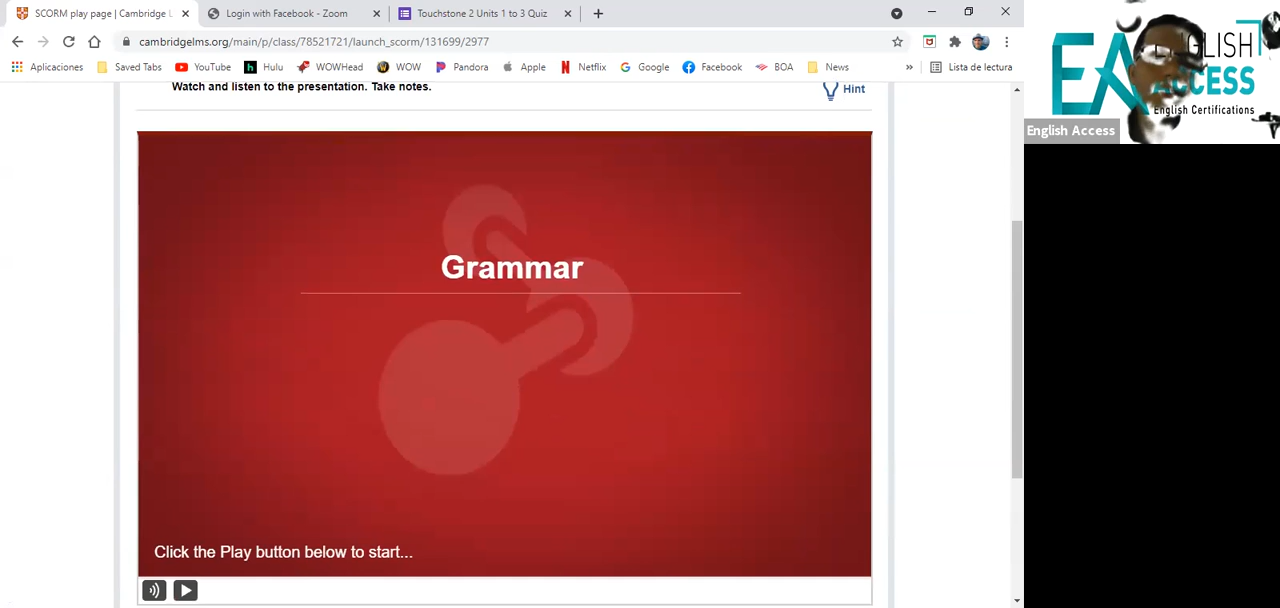 SCORM play page | Cambridge L
Login with Facebook - Zoom
Touchstone 2 Units 1 to 3 Quiz
cambridgelms.org/main/p/class/78521721/launch_scorm/131699/2977
Aplicaciones
Saved Tabs
YouTube
Hulu
WOWHead
WOW
Pandora
Apple
Netflix
Google
Facebook
BOA
News
»
Lista de lectura
Watch and listen to the presentation. Take notes.
Hint
Grammar
Click the Play button below to start...
EA
ENGLISH
ACCESS
English Certifications
English Access